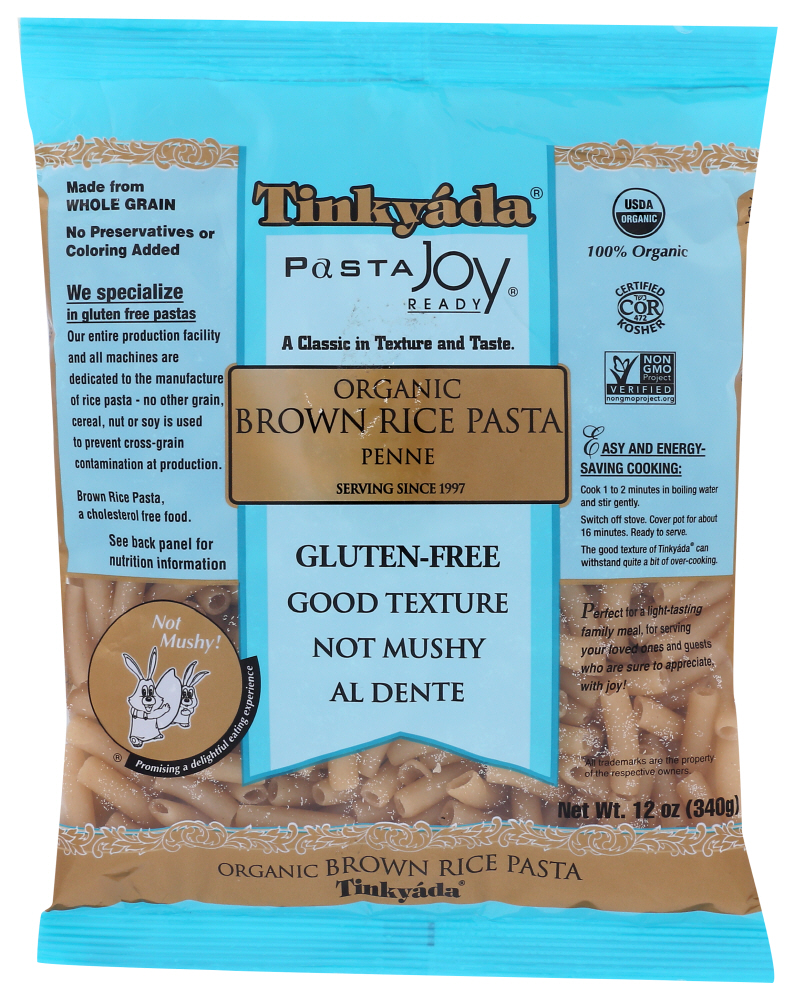 Made from
WHOLE GRAIN
No Preservatives or
Coloring Added
We specialize
in gluten free pastas
Our entire production facility
and all machines are
dedicated to the manufacture
of rice pasta - no other grain,
cereal, nut or soy is used
to prevent cross-grain
contamination at production.
Brown Rice Pasta,
a cholesterol free food.
See back panel for
nutrition information
Not
Mushy!
® Promising a delightful eating experience
Tinkyáda®
PASTA JOY
READY®
A Classic in Texture and Taste.
ORGANIC
BROWN RICE PASTA
PENNE
SERVING SINCE 1997
GLUTEN-FREE
GOOD TEXTURE
NOT MUSHY
AL DENTE
USDA
ORGANIC
100% Organic
CERTIFIED
COR
472
KOSHER
NON
GMO
Project
VERIFIED
nongmoproject.org
EASY AND ENERGY-
SAVING COOKING:
Cook 1 to 2 minutes in boiling water
and stir gently.
Switch off stove. Cover pot for about
16 minutes. Ready to serve.
The good texture of Tinkyáda® can
withstand quite a bit of over-cooking.
Perfect for a light-tasting
family meal, for serving
your loved ones and guests
who are sure to appreciate,
with joy!
All trademarks are the property
of the respective owners.
Net Wt. 12 oz (340g)
ORGANIC BROWN RICE PASTA
Tinkyáda®